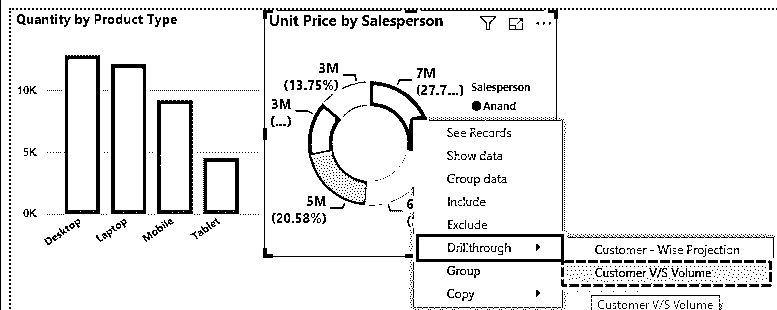 Quantity by Product Type
10K
5K
0K
Desktop
Laptop
Mobile
Tablet
Unit Price by Salesperson
3M
(13.75%)
7M
(27.7...)
3M
(...)
5M
(20.58%)
6
Salesperson
Anand
See Records
Show data
Group data
Include
Exclude
Drillthrough
Group
Copy
Customer - Wise Projection
Customer V/S Volume
Customer V/S Volume